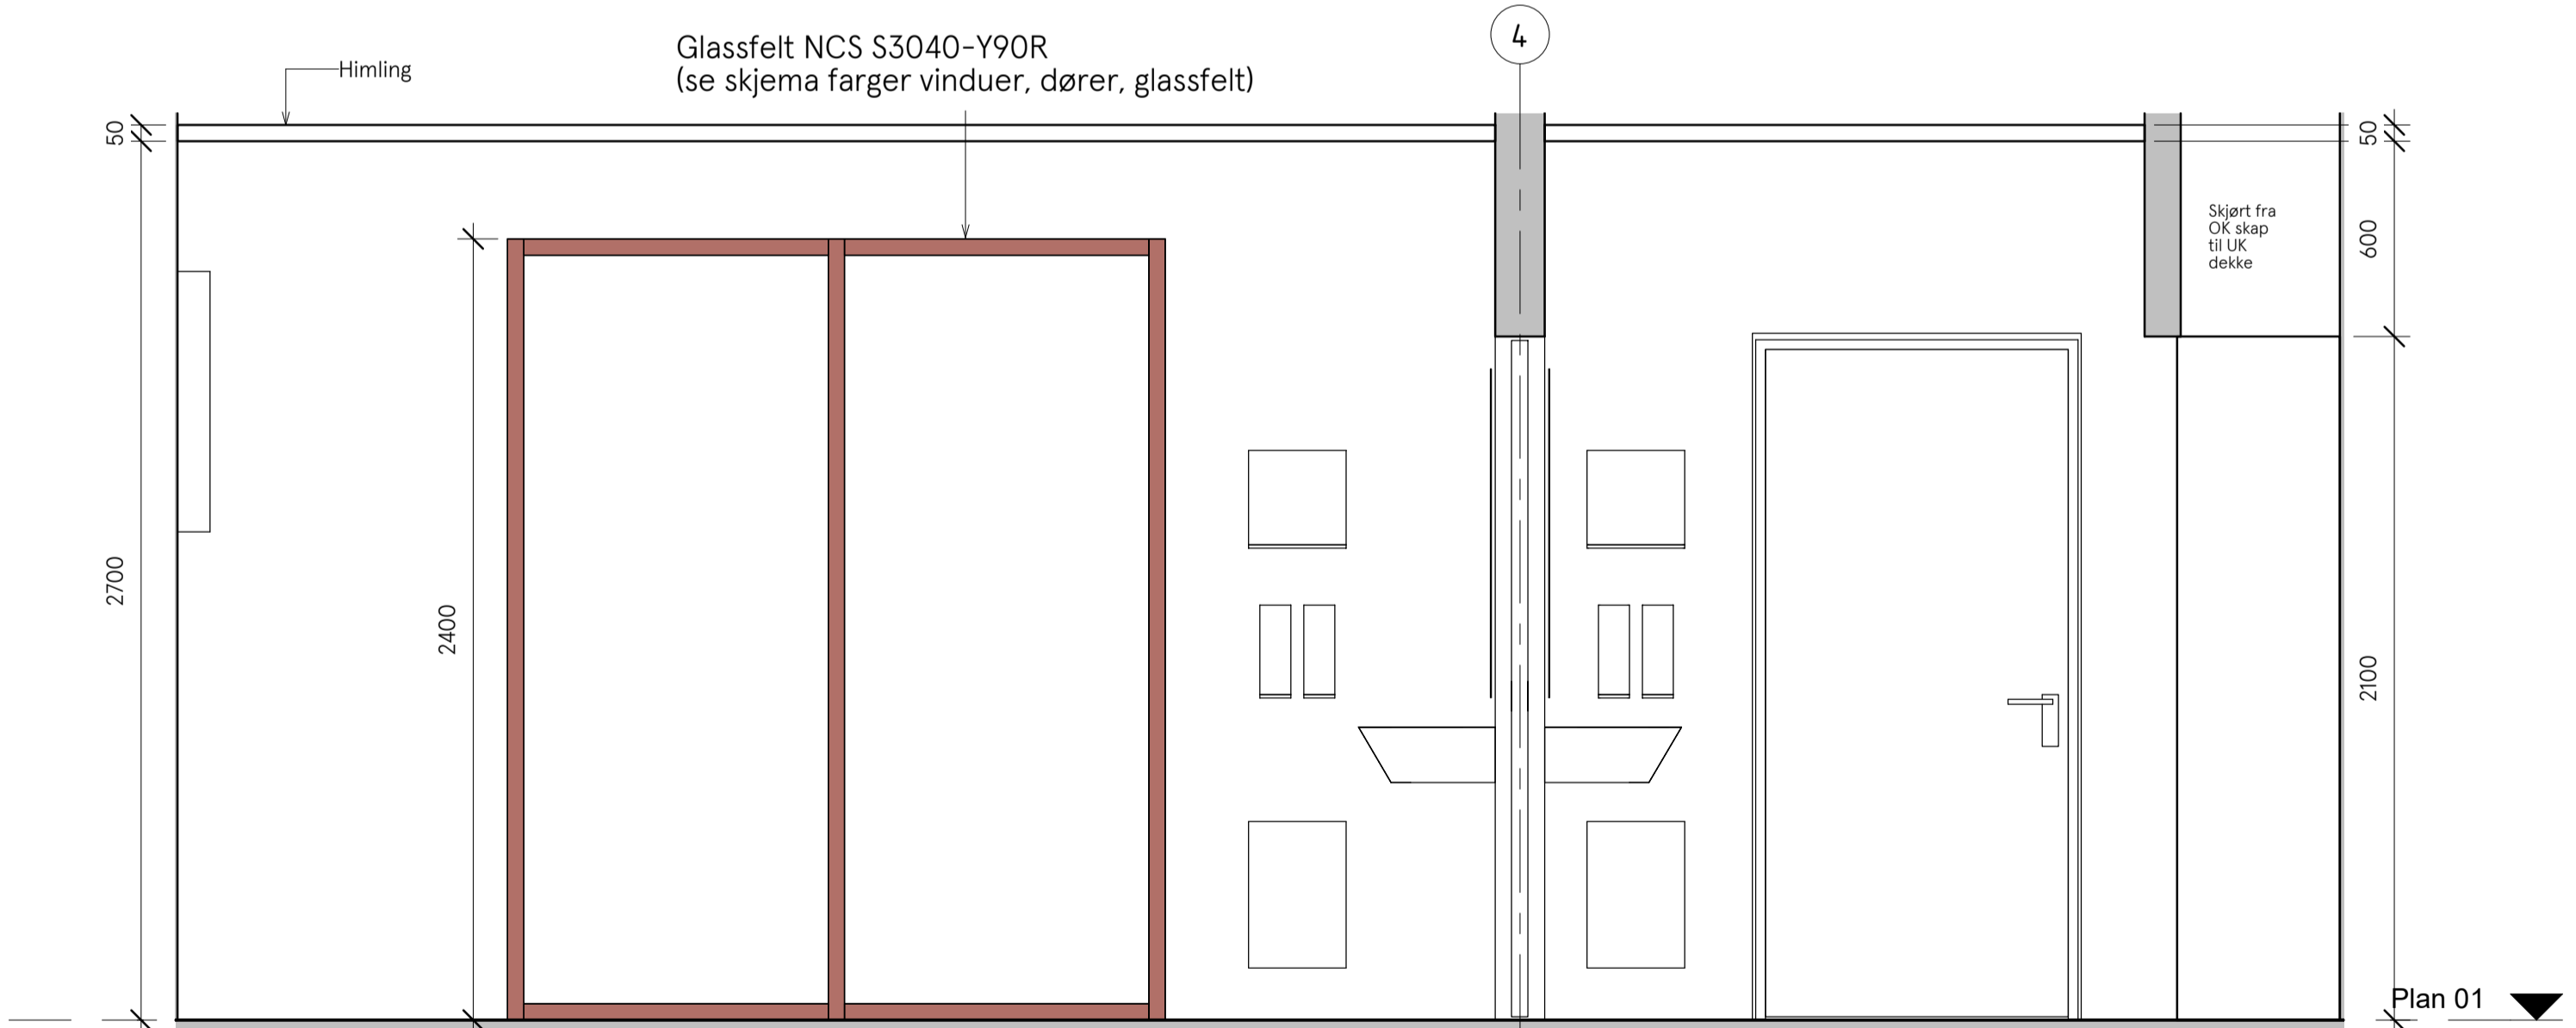 4
Glassfelt NCS S3040-Y90R
(se skjema farger vinduer, dører, glassfelt)
Himling
50
50
Skjørt fra
OK skap
til UK
dekke
600
2700
2400
2100
Plan 01